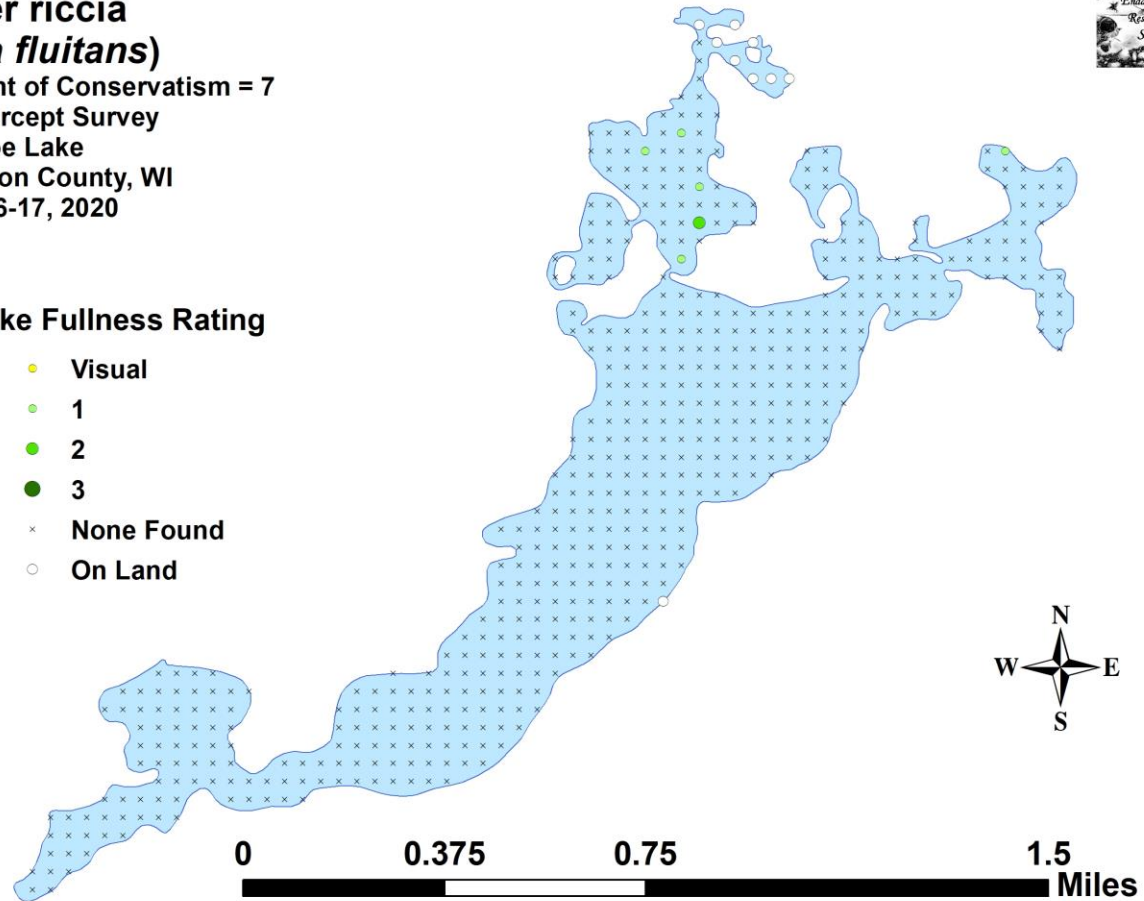 er riccia
a fluitans)
nt of Conservatism = 7
rcept Survey
e Lake
on County, WI
6-17, 2020
ke Fullness Rating
Visual
1
2
3
None Found
On Land
N
W E
S
0 0.375 0.75 1.5
Miles